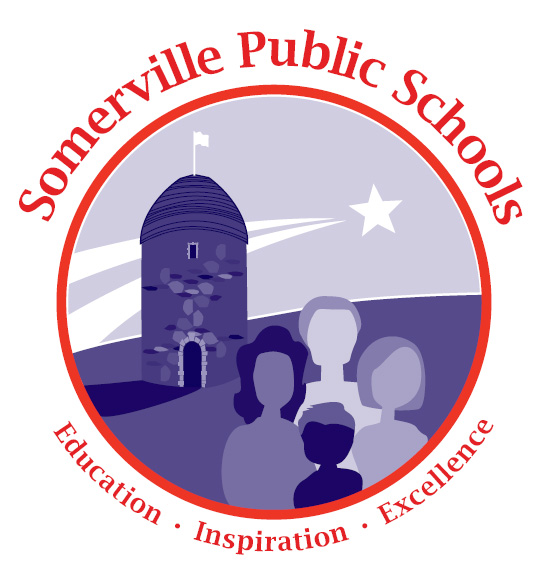 Somerville Public Schools
Education · Inspiration · Excellence